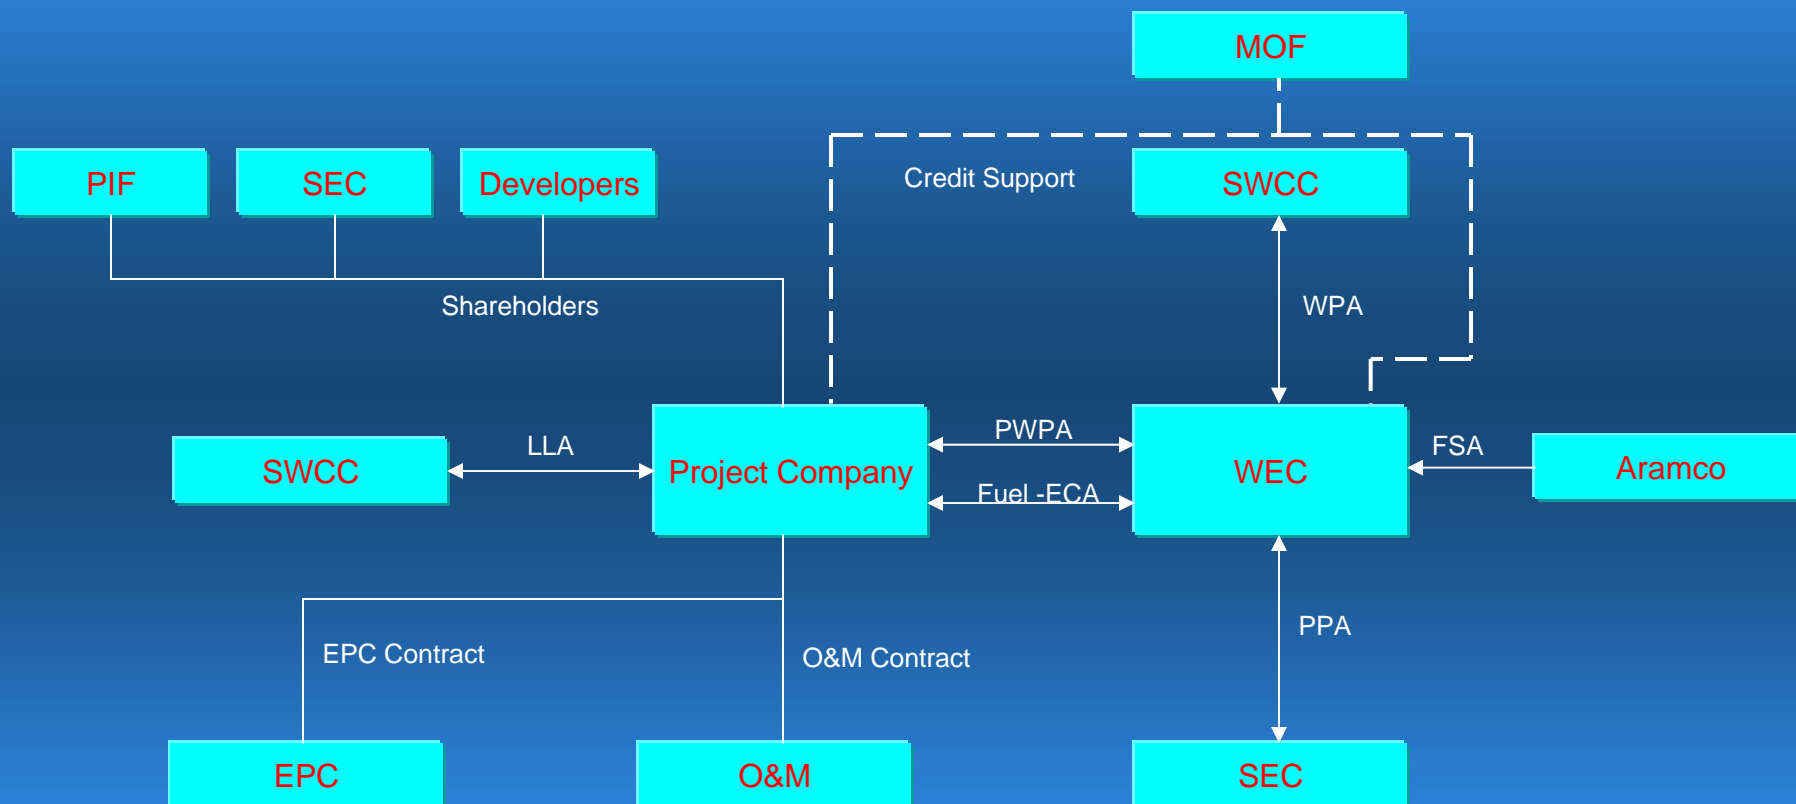 MOF
PIF
SEC
Developers
Credit Support
SWCC
Shareholders
WPA
SWCC
LLA
Project Company
PWPA
Fuel -ECA
WEC
FSA
Aramco
EPC Contract
O&M Contract
PPA
EPC
O&M
SEC